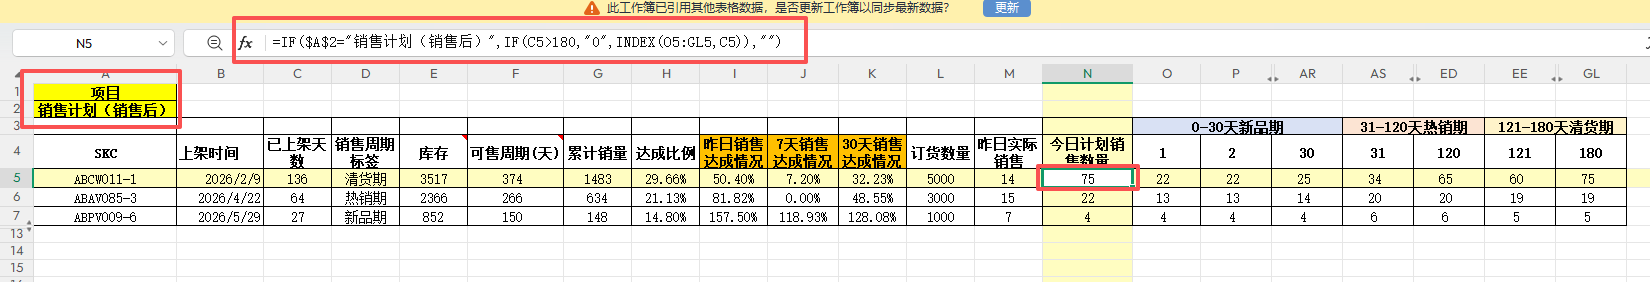 此工作簿已引用其他表格数据，是否更新工作簿以同步最新数据？ 更新
N5 fx =IF($A$2="销售计划（销售后）",IF(C5>180,"0",INDEX(O5:GL5,C5)),"")
A B C D E F G H I J K L M N O P AR AS ED EE GL
1 项目
2 销售计划（销售后）
3 0-30天新品期 31-120天热销期 121-180天清货期
4 SKC 上架时间 已上架天数 销售周期标签 库存 可售周期(天) 累计销量 达成比例 昨日销售达成情况 7天销售达成情况 30天销售达成情况 订货数量 昨日实际销售 今日计划销售数量 1 2 30 31 120 121 180
5 ABCW011-1 2026/2/9 136 清货期 3517 374 1483 29.66% 50.40% 7.20% 32.23% 5000 14 75 22 22 25 34 65 60 75
6 ABAV085-3 2026/4/22 64 热销期 2366 266 634 21.13% 81.82% 0.00% 48.55% 3000 15 22 13 13 14 20 20 19 19
7 ABPV009-6 2026/5/29 27 新品期 852 150 148 14.80% 157.50% 118.93% 128.08% 1000 7 4 4 4 4 6 6 5 5
13
14
15